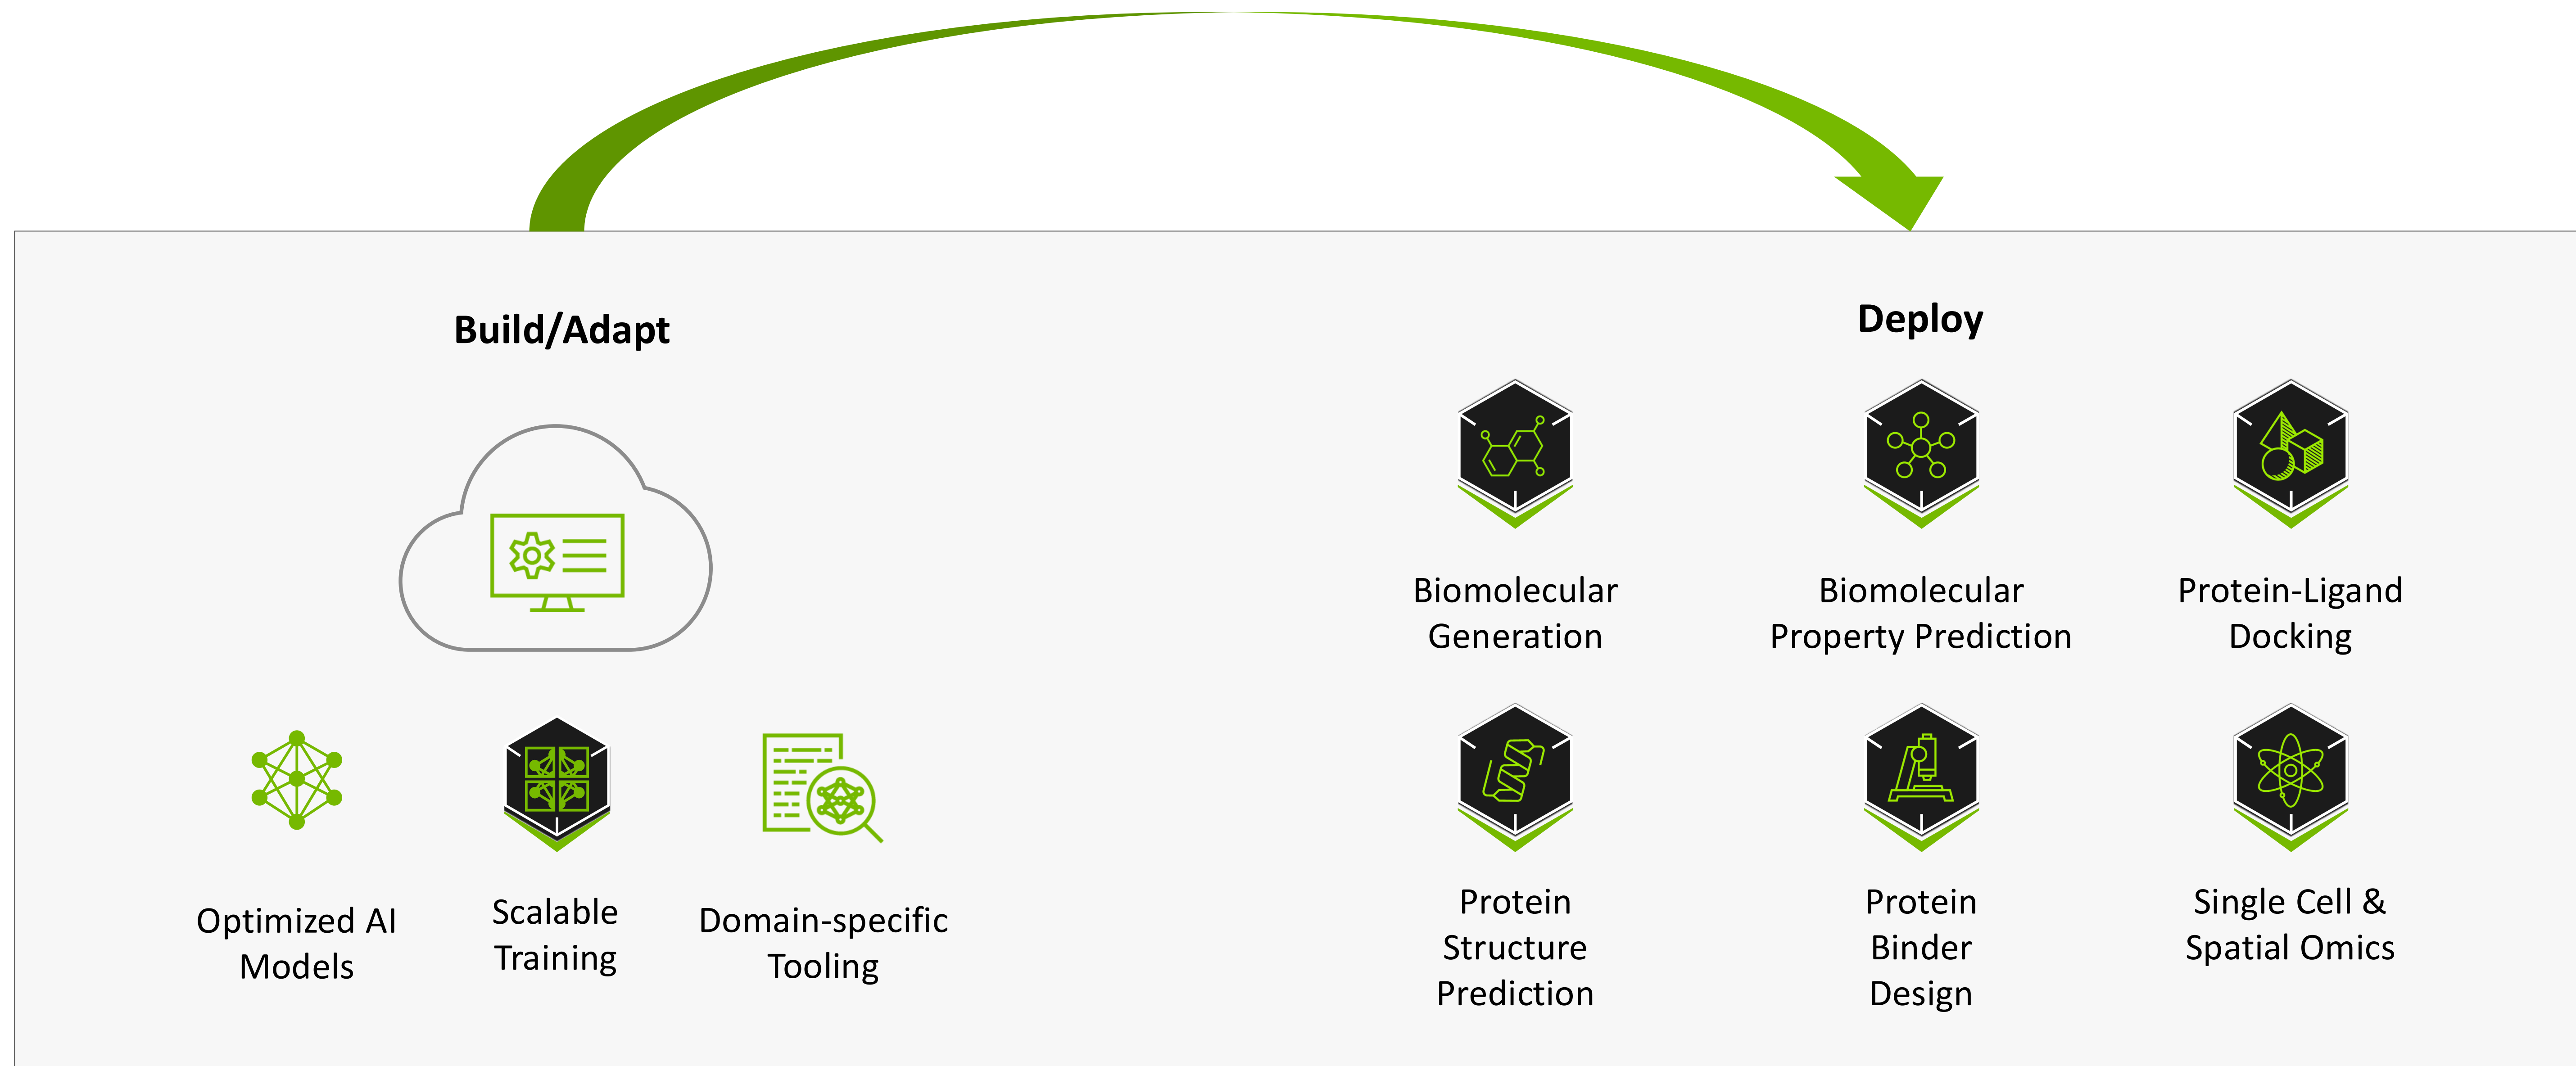 Build/Adapt
Optimized AI
Models
Scalable
Training
Domain-specific
Tooling
Deploy
Biomolecular
Generation
Biomolecular
Property Prediction
Protein-Ligand
Docking
Protein
Structure
Prediction
Protein
Binder
Design
Single Cell &
Spatial Omics